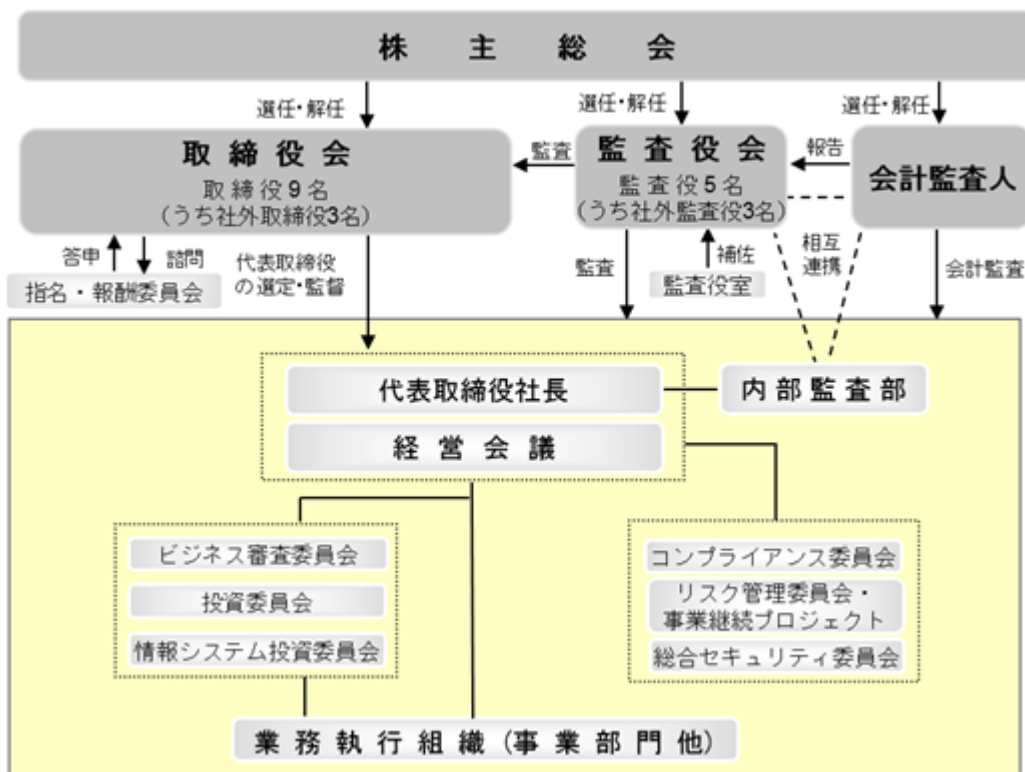 株主総会
選任・解任
選任・解任
選任・解任
取締役会
取締役9名
(うち社外取締役3名)
監査
監査役会
監査役5名
(うち社外監査役3名)
報告
会計監査人
答申
諮問
指名・報酬委員会
代表取締役
の選定・監督
監査
補佐
監査役室
相互
連携
会計監査
代表取締役社長
内部監査部
経営会議
ビジネス審査委員会
投資委員会
情報システム投資委員会
コンプライアンス委員会
リスク管理委員会・
事業継続プロジェクト
総合セキュリティ委員会
業務執行組織(事業部門他)